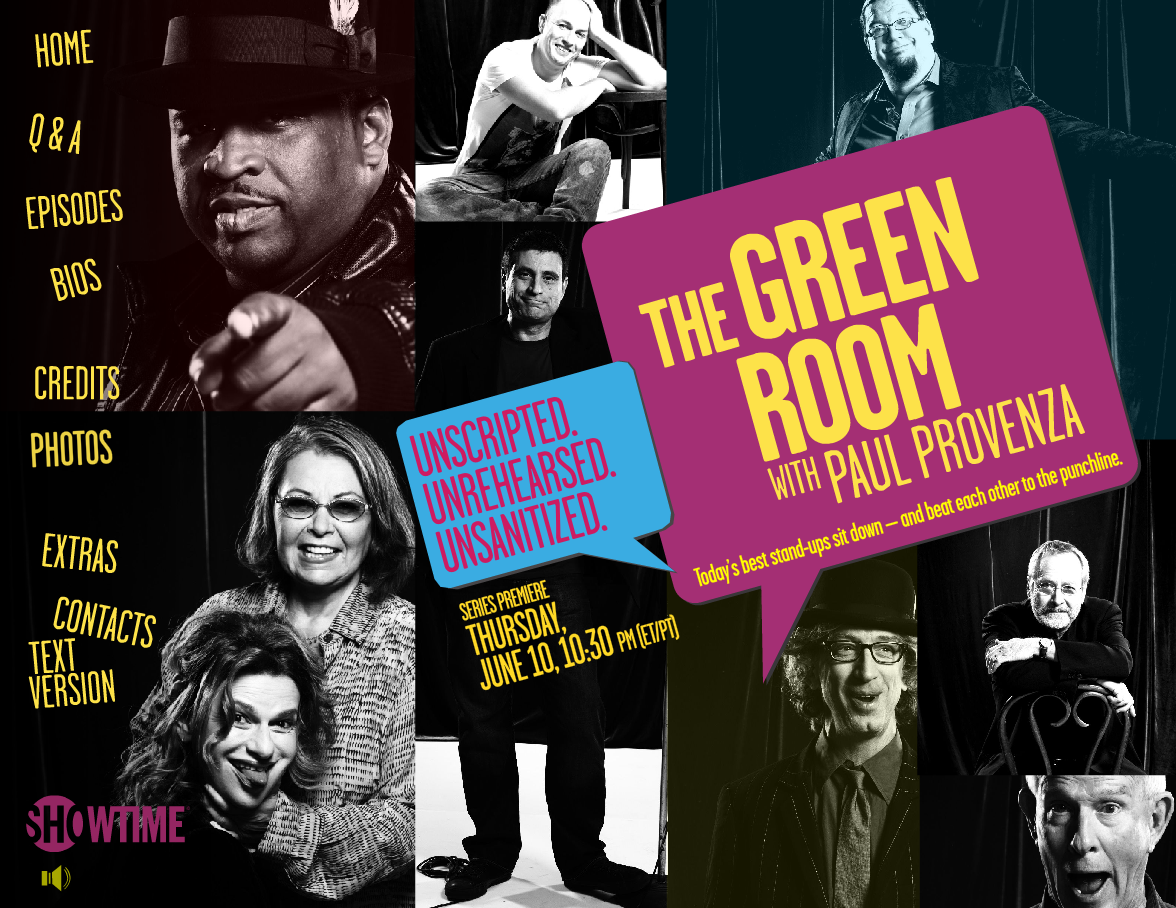 HOME
Q & A
EPISODES
BIOS
CREDITS
PHOTOS
EXTRAS
CONTACTS
TEXT
VERSION
SHOWTIME
THE GREEN
ROOM
WITH PAUL PROVENZA
Today's best stand-ups sit down — and beat each other to the punchline.
UNSCRIPTED.
UNREHEARSED.
UNSANITIZED.
SERIES PREMIERE
THURSDAY,
JUNE 10, 10:30 PM (ET/PT)